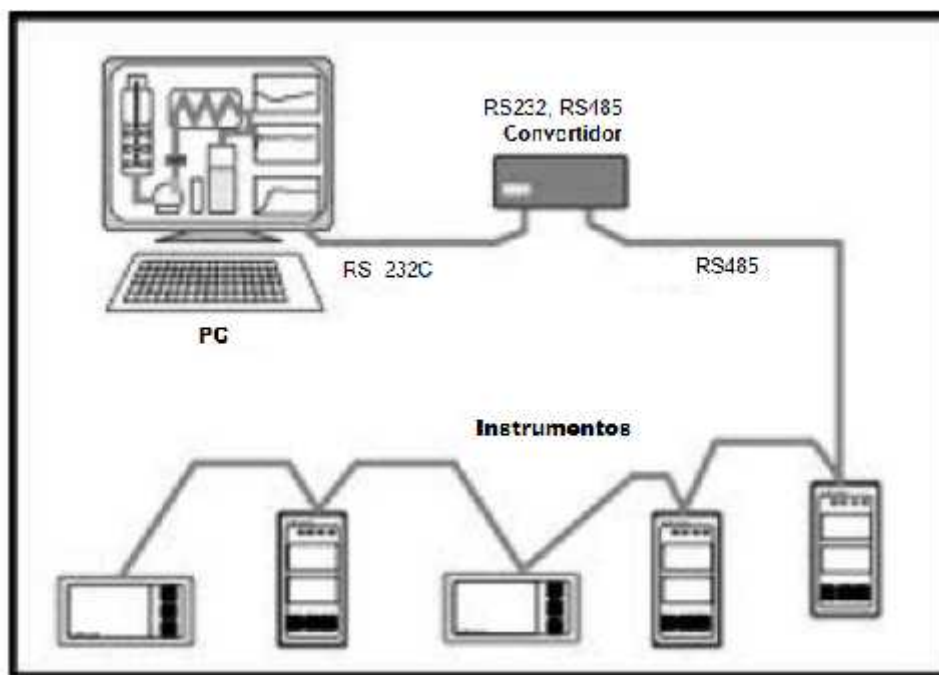 RS232, RS485
Convertidor
RS 232C
RS485
PC
Instrumentos